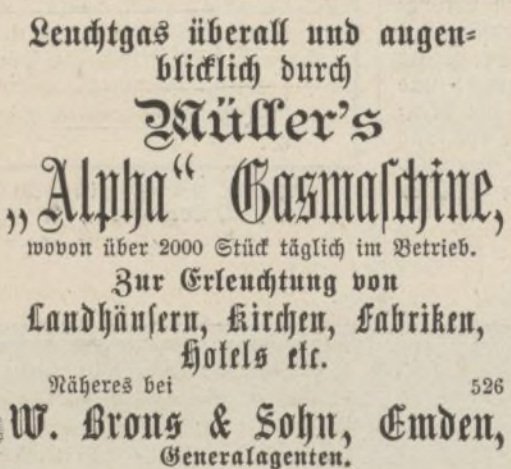 Leuchtgas überall und augen-
blicklich durch
Müller's
„Alpha“ Gasmaschine,
wovon über 2000 Stück täglich im Betrieb.
Zur Erleuchtung von
Landhäusern, Kirchen, Fabriken,
Hotels etc.
Näheres bei 526
W. Brons & Sohn, Emden,
Generalagenten.